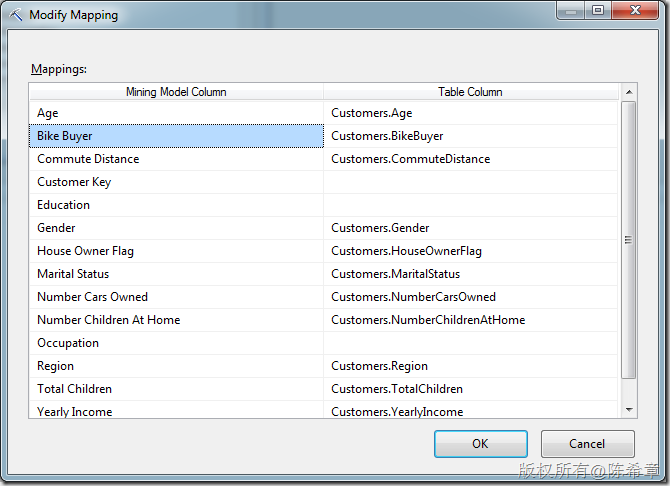 Modify Mapping
Mappings:
Mining Model Column Table Column
Age Customers.Age
Bike Buyer Customers.BikeBuyer
Commute Distance Customers.CommuteDistance
Customer Key
Education
Gender Customers.Gender
House Owner Flag Customers.HouseOwnerFlag
Marital Status Customers.MaritalStatus
Number Cars Owned Customers.NumberCarsOwned
Number Children At Home Customers.NumberChildrenAtHome
Occupation
Region Customers.Region
Total Children Customers.TotalChildren
Yearly Income Customers.YearlyIncome
OK Cancel
版权所有@陈希章